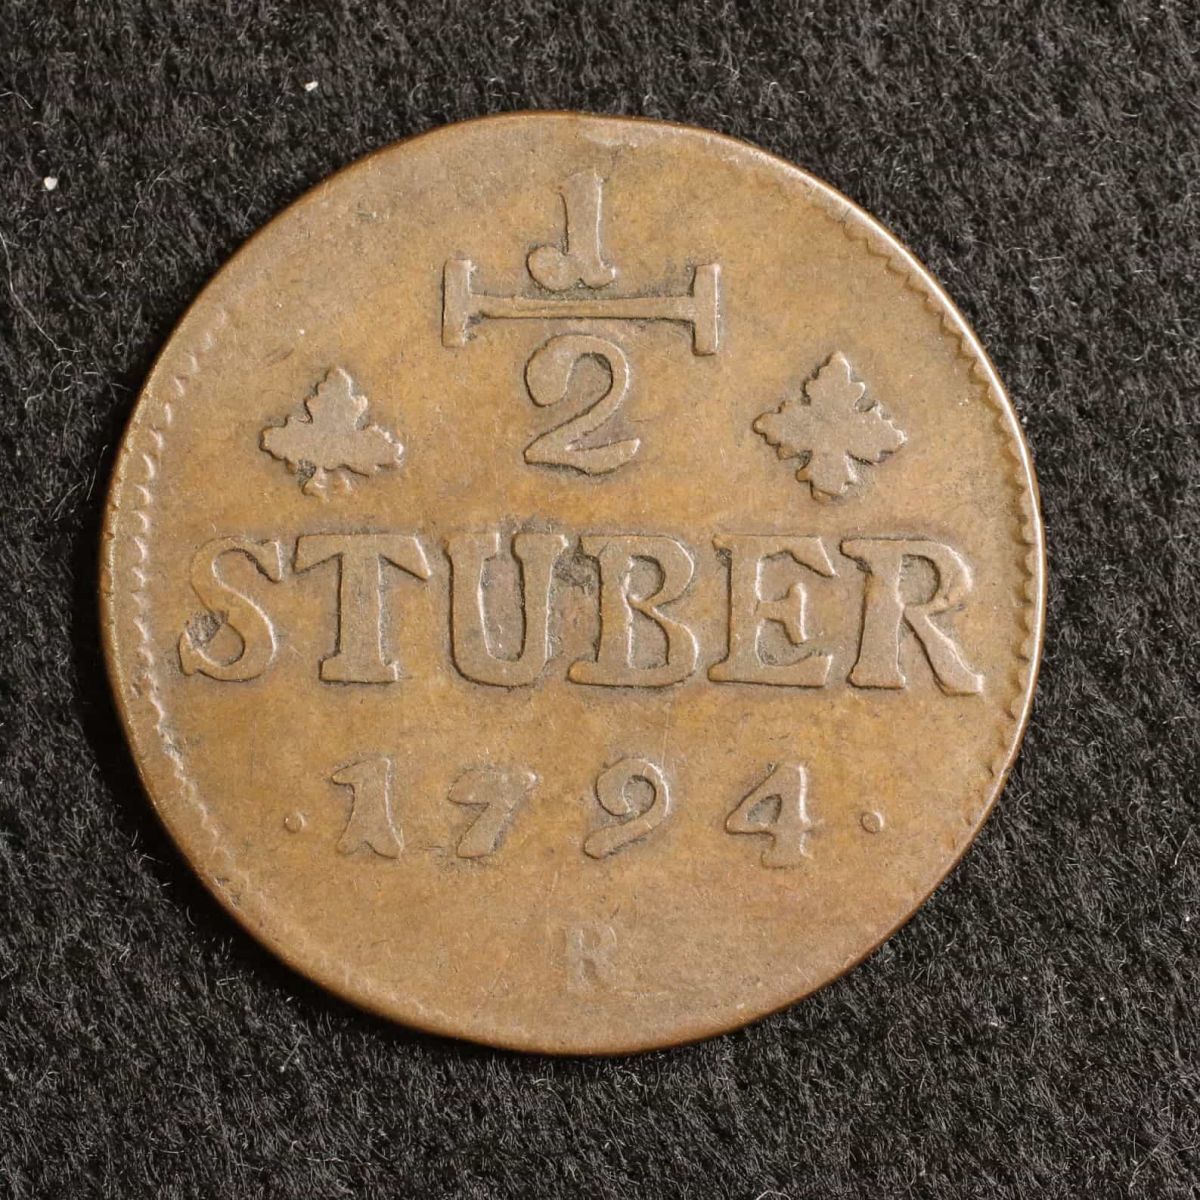 1/2
STUBER
· 1794 ·
R